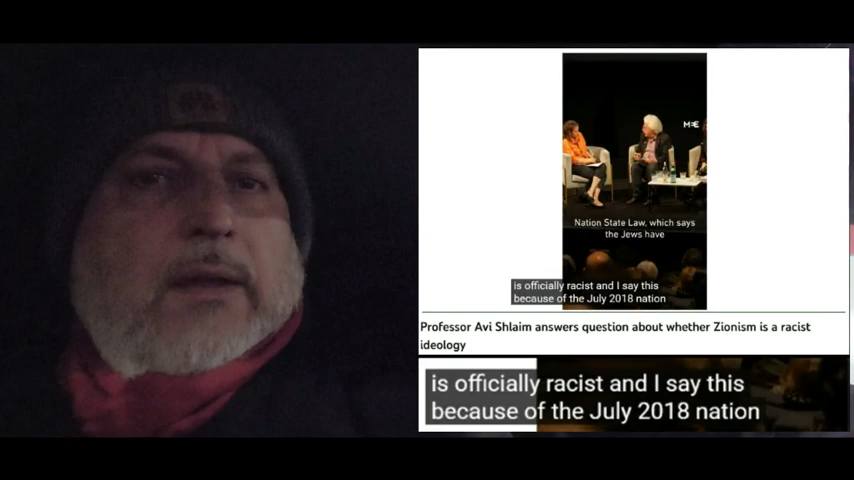 MEE
Nation State Law, which says
the Jews have
is officially racist and I say this
because of the July 2018 nation
Professor Avi Shlaim answers question about whether Zionism is a racist
ideology
is officially racist and I say this
because of the July 2018 nation